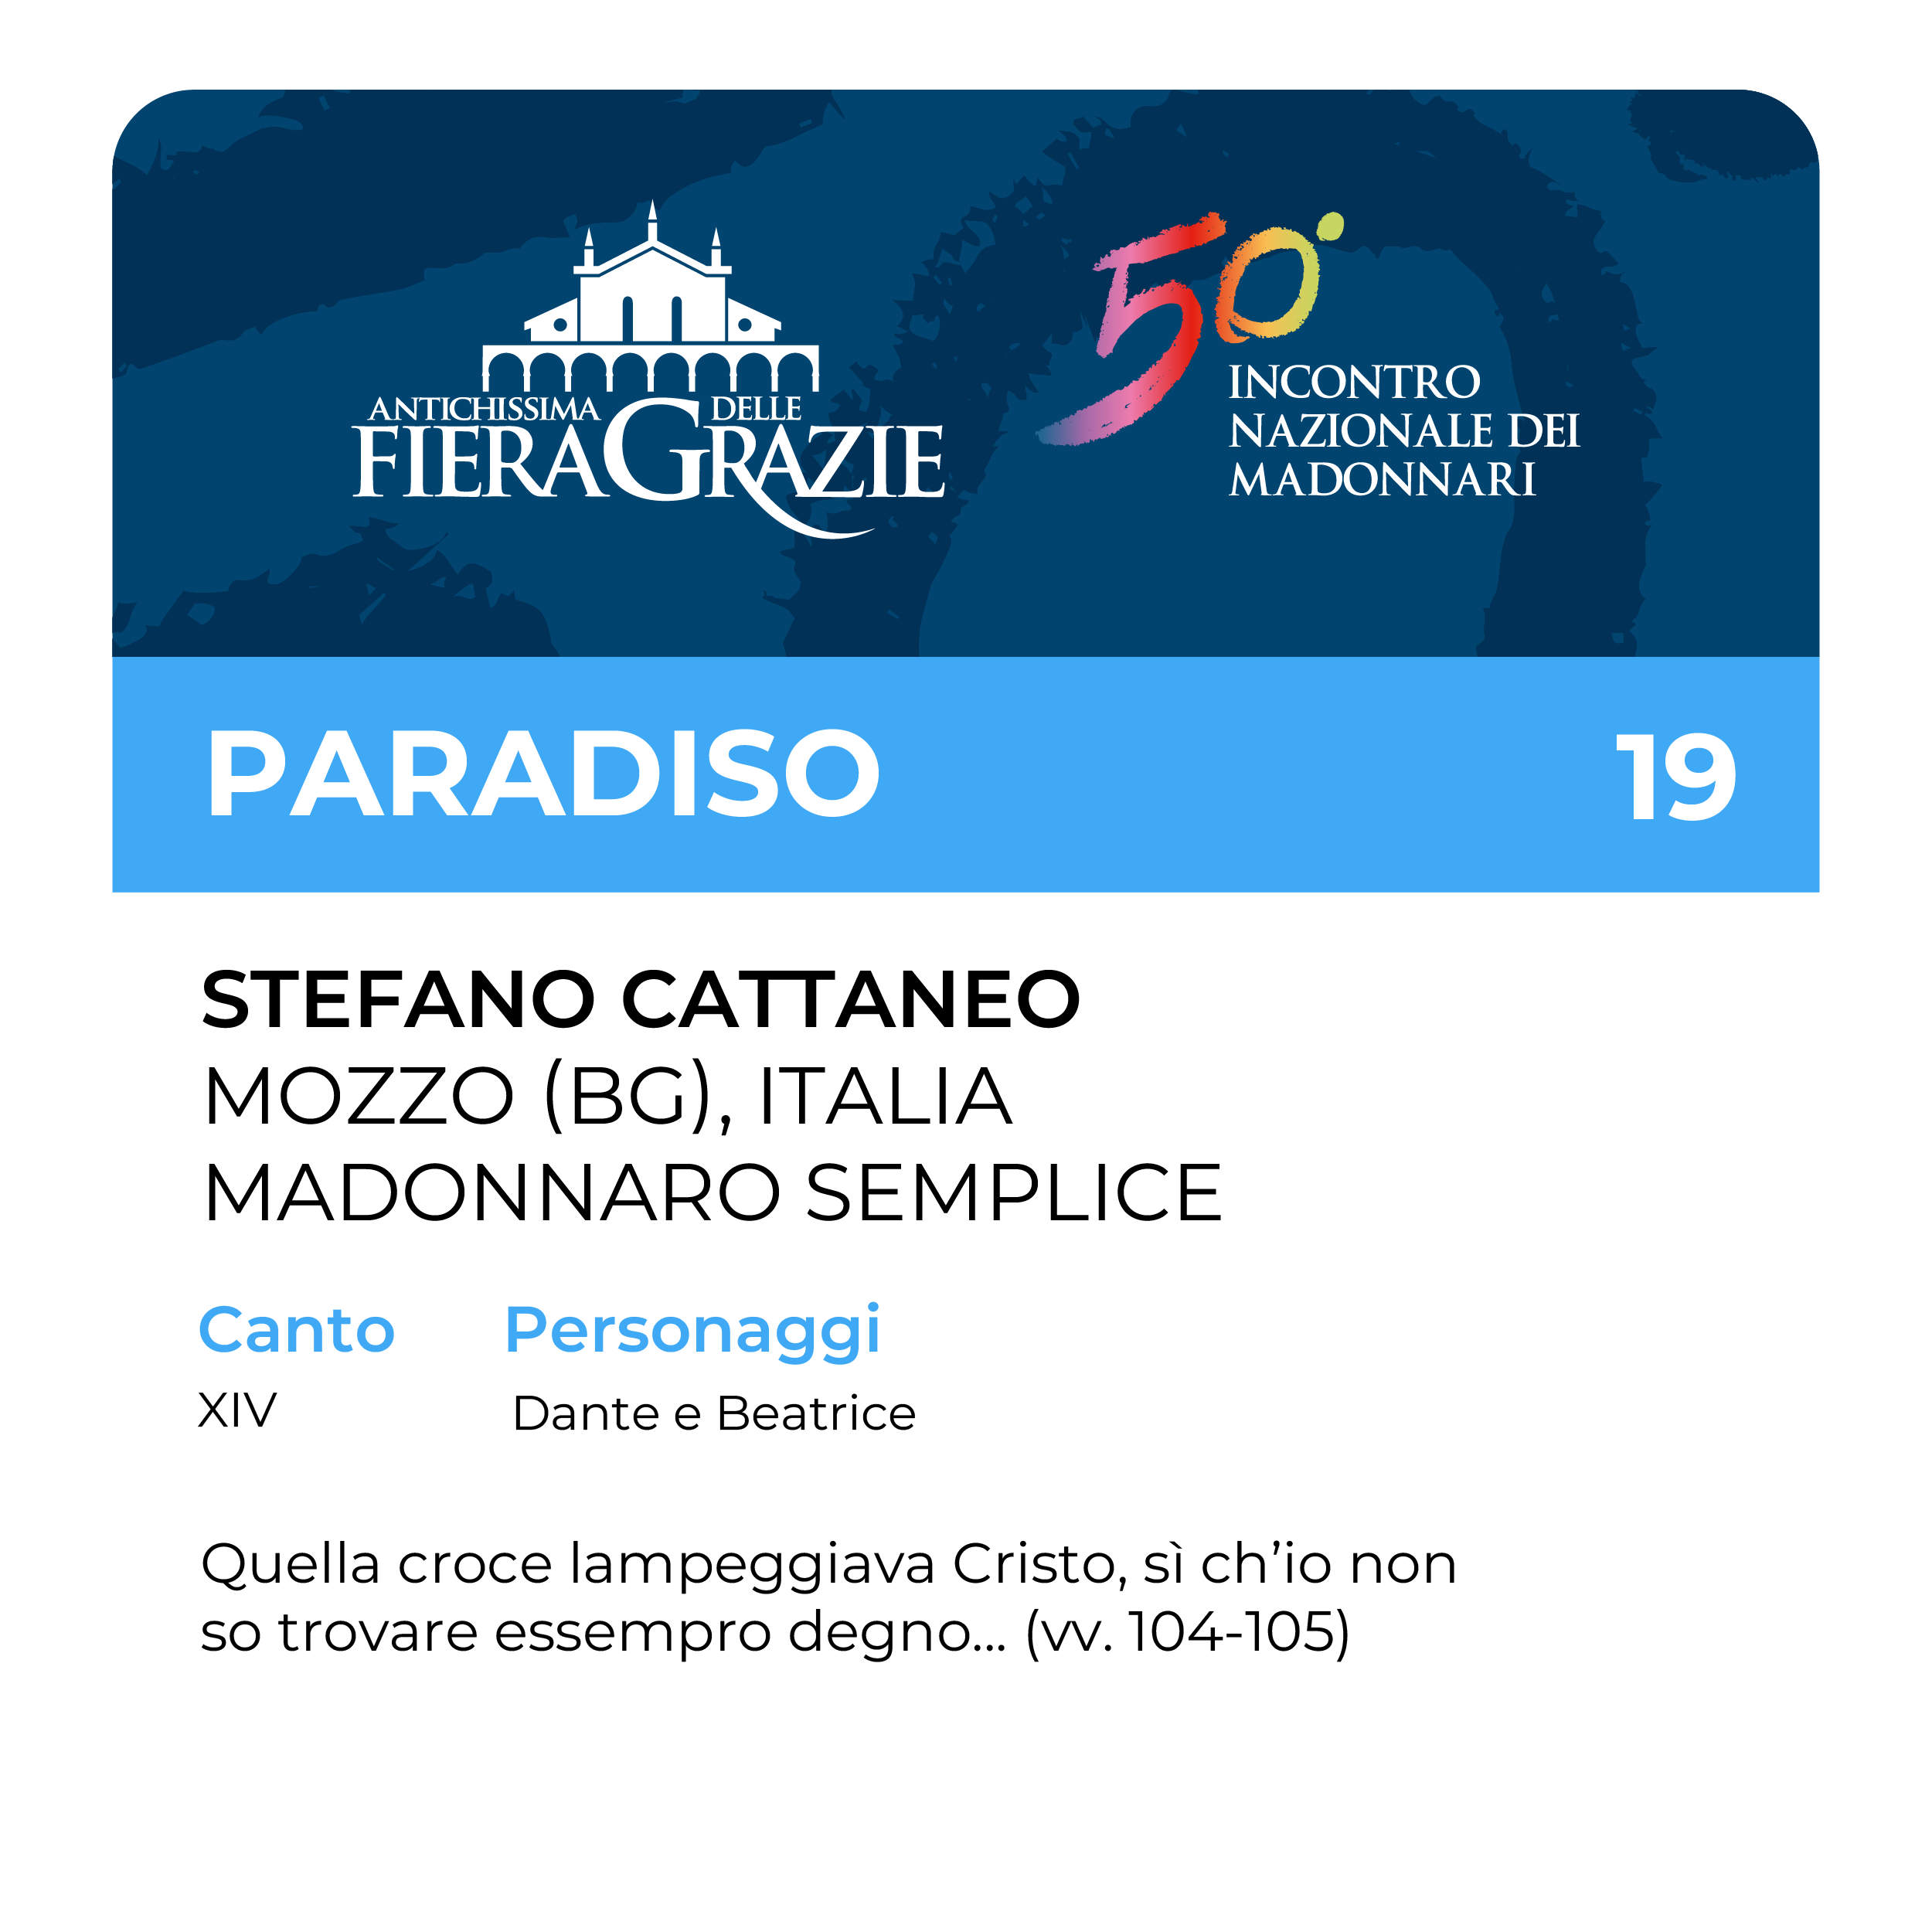 ANTICHISSIMA DELLE
FIERAGRAZIE
50°
INCONTRO
NAZIONALE DEI
MADONNARI
PARADISO 19
STEFANO CATTANEO
MOZZO (BG), ITALIA
MADONNARO SEMPLICE
Canto Personaggi
XIV Dante e Beatrice
Quella croce lampeggiava Cristo, sì ch’io non
so trovare essempro degno... (vv. 104-105)